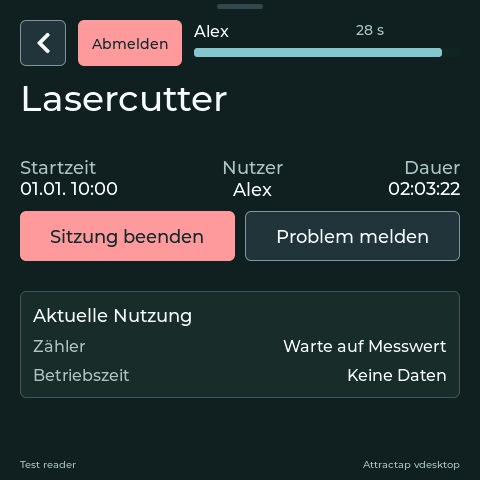 Abmelden
Alex
28 s
Lasercutter
Startzeit
Nutzer
Dauer
01.01. 10:00
Alex
02:03:22
Sitzung beenden
Problem melden
Aktuelle Nutzung
Zähler
Warte auf Messwert
Betriebszeit
Keine Daten
Test reader
Attractap vdesktop